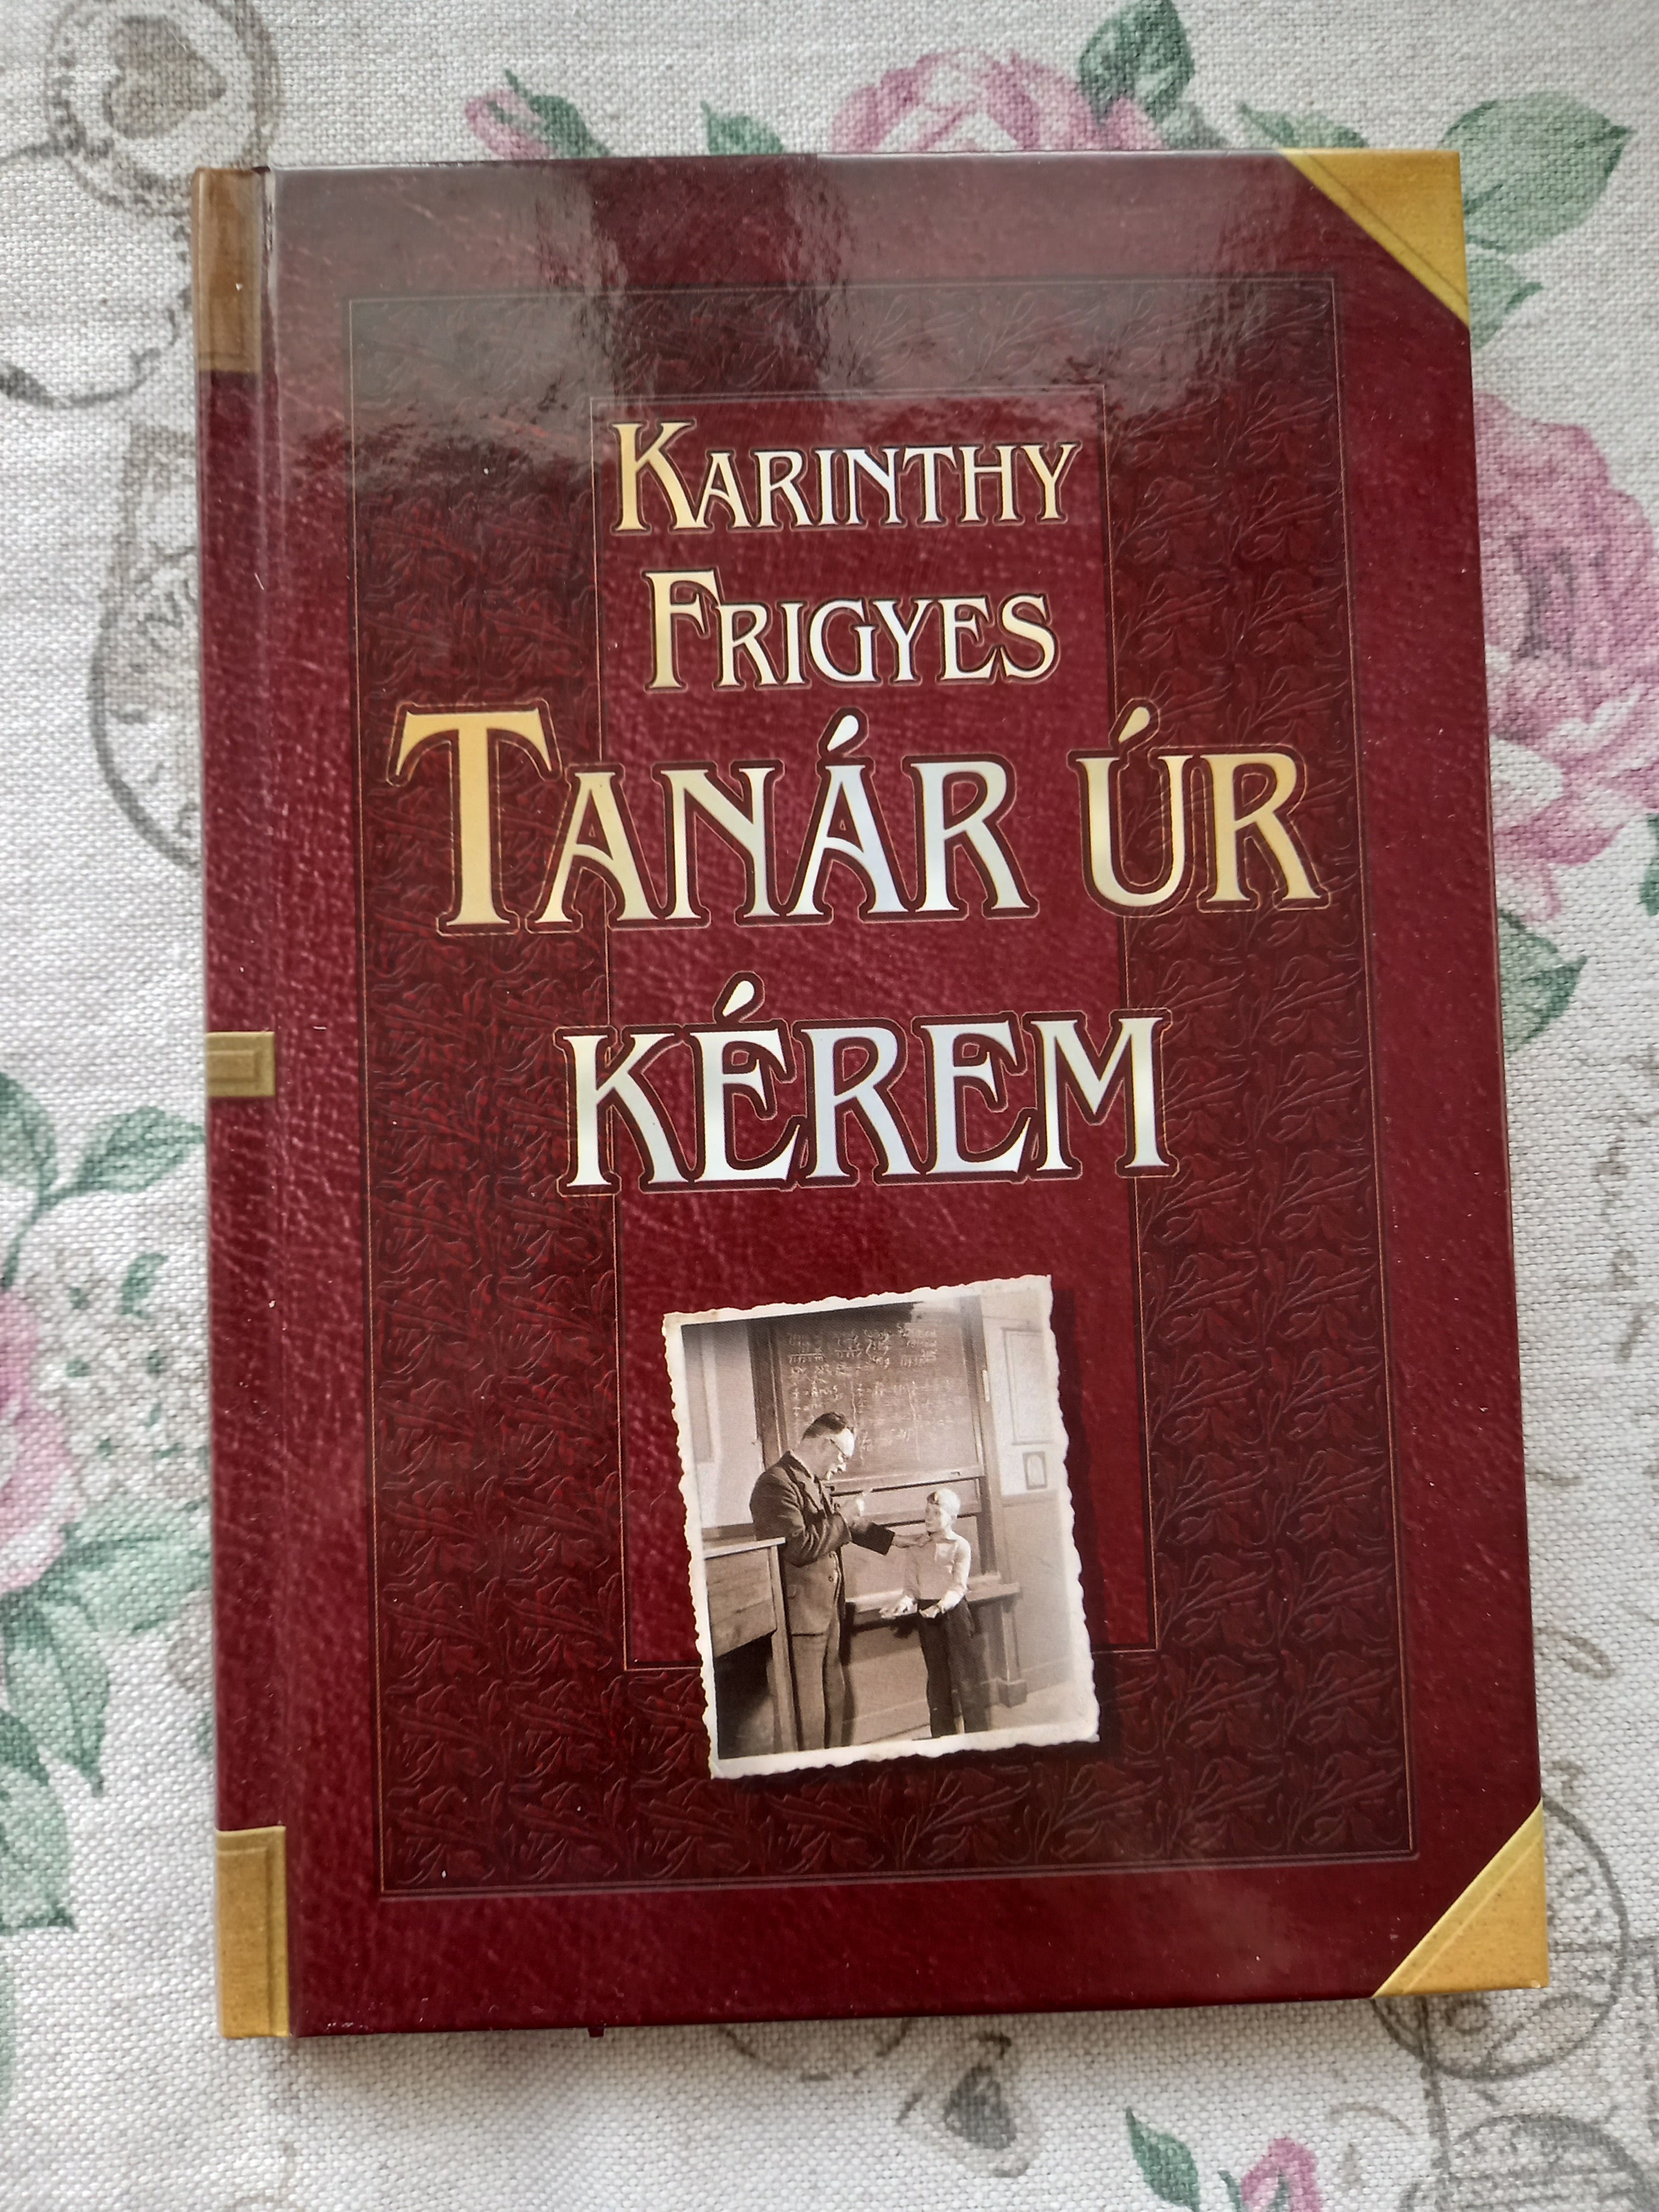 KARINTHY
FRIGYES
TANÁR ÚR
KÉREM